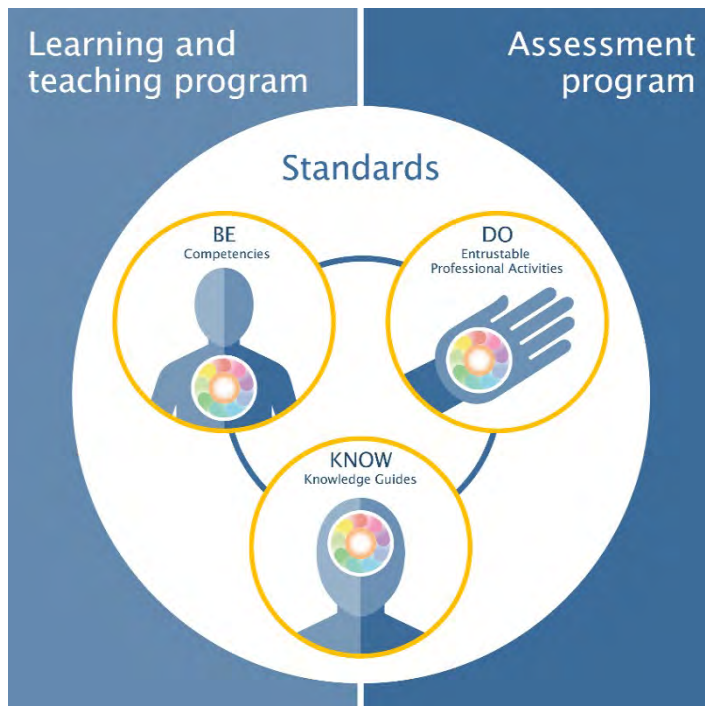 Learning and
teaching program
Assessment
program
Standards
BE
Competencies
DO
Entrustable
Professional Activities
KNOW
Knowledge Guides